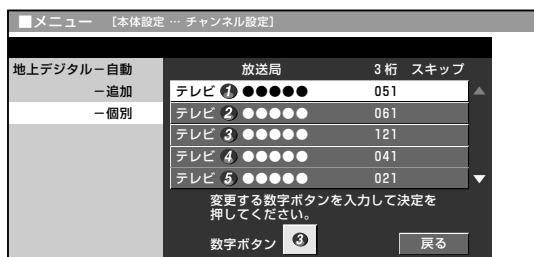 ■メニュー [本体設定 … チャンネル設定]
地上デジタルー自動 放送局 3桁 スキップ
ー追加 テレビ ❶ ●●●●● 051 ▲
ー個別 テレビ ❷ ●●●●● 061
テレビ ❸ ●●●●● 121
テレビ ❹ ●●●●● 041
テレビ ❺ ●●●●● 021 ▼
変更する数字ボタンを入力して決定を
押してください。
数字ボタン ❸ 戻る